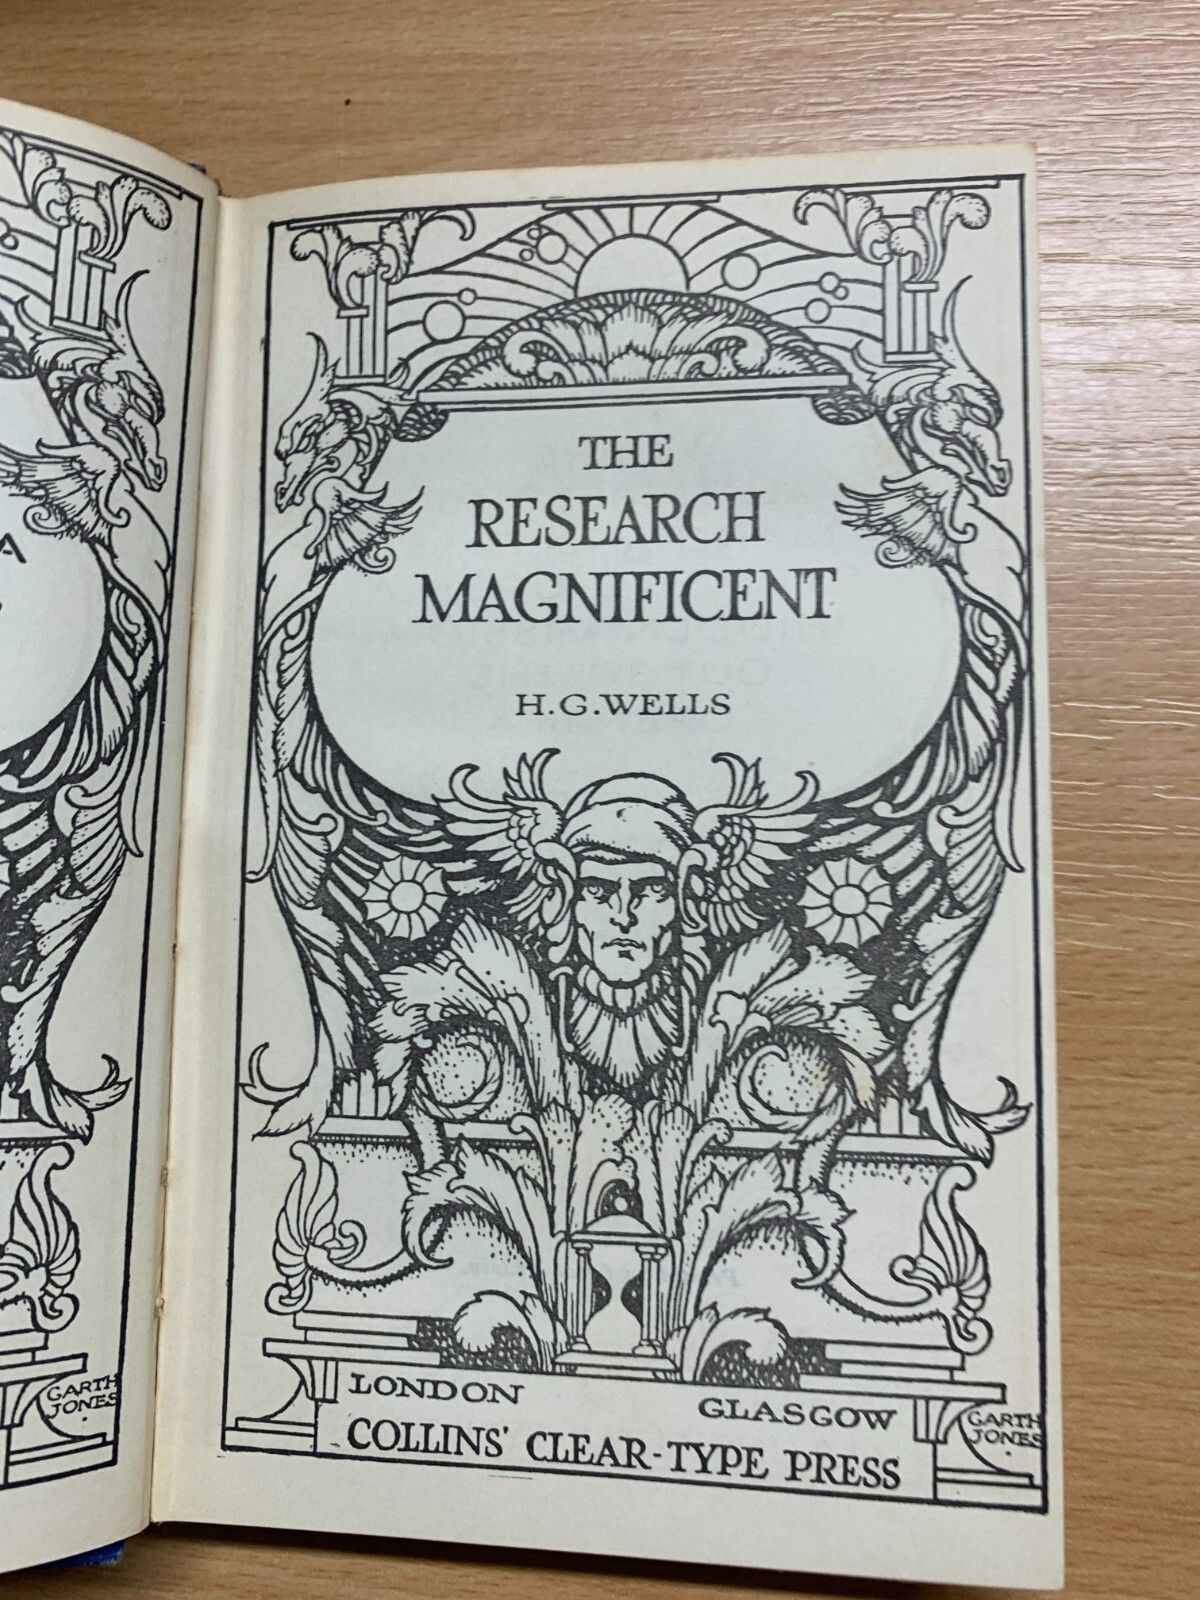 A
GARTH
JONES
THE
RESEARCH
MAGNIFICENT
H.G.WELLS
LONDON GLASGOW
COLLINS' CLEAR-TYPE PRESS
GARTH
JONES